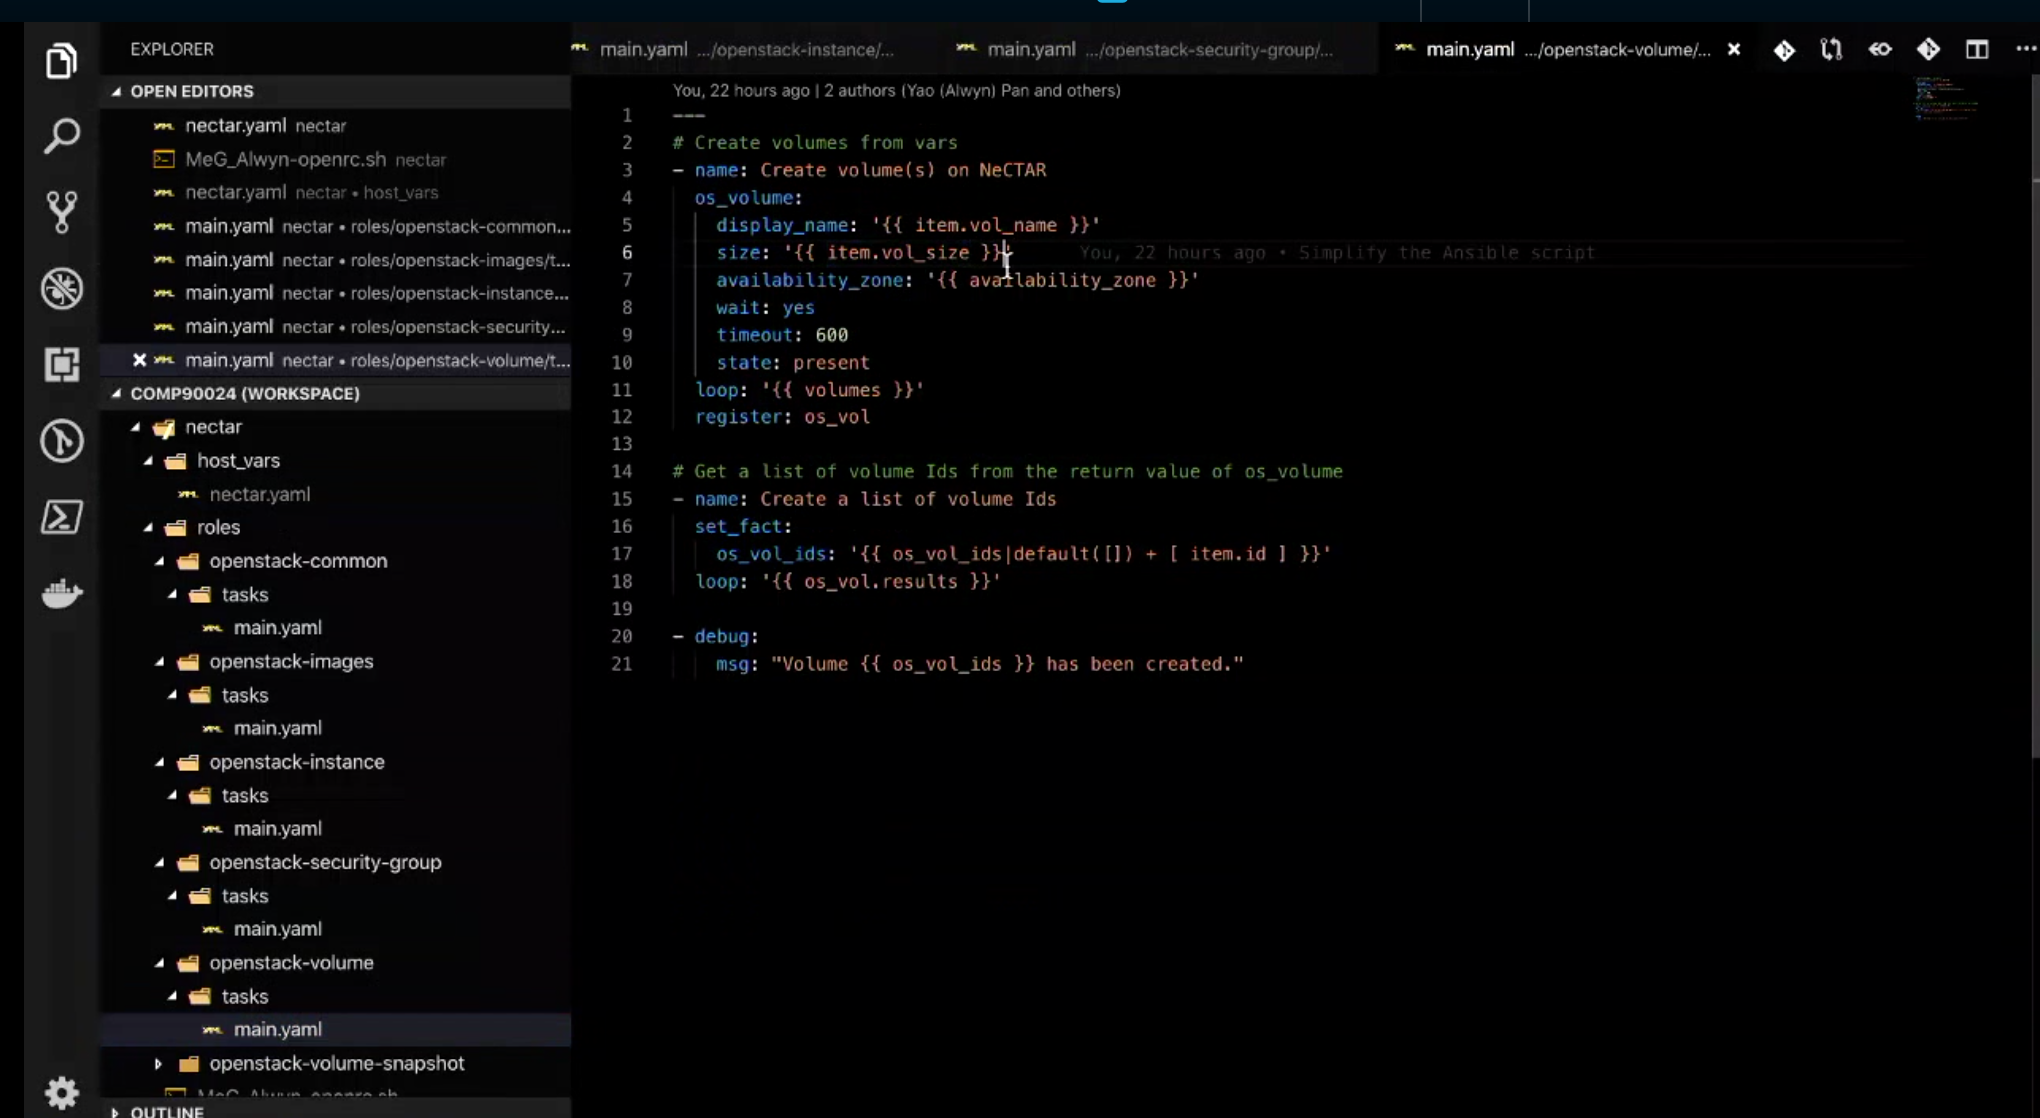 EXPLORER
OPEN EDITORS
nectar.yaml nectar
MeG_Alwyn-openrc.sh nectar
nectar.yaml nectar • host_vars
main.yaml nectar • roles/openstack-common...
main.yaml nectar • roles/openstack-images/t...
main.yaml nectar • roles/openstack-instance...
main.yaml nectar • roles/openstack-security...
main.yaml nectar • roles/openstack-volume/t...
COMP90024 (WORKSPACE)
nectar
host_vars
nectar.yaml
roles
openstack-common
tasks
main.yaml
openstack-images
tasks
main.yaml
openstack-instance
tasks
main.yaml
openstack-security-group
tasks
main.yaml
openstack-volume
tasks
main.yaml
openstack-volume-snapshot
MeG_Alwyn-openrc.sh
OUTLINE
main.yaml .../openstack-instance/...
main.yaml .../openstack-security-group/...
main.yaml .../openstack-volume/...
You, 22 hours ago | 2 authors (Yao (Alwyn) Pan and others)
1 ---
2 # Create volumes from vars
3 - name: Create volume(s) on NeCTAR
4 os_volume:
5 display_name: '{{ item.vol_name }}'
6 size: '{{ item.vol_size }}' You, 22 hours ago • Simplify the Ansible script
7 availability_zone: '{{ availability_zone }}'
8 wait: yes
9 timeout: 600
10 state: present
11 loop: '{{ volumes }}'
12 register: os_vol
13
14 # Get a list of volume Ids from the return value of os_volume
15 - name: Create a list of volume Ids
16 set_fact:
17 os_vol_ids: '{{ os_vol_ids|default([]) + [ item.id ] }}'
18 loop: '{{ os_vol.results }}'
19
20 - debug:
21 msg: "Volume {{ os_vol_ids }} has been created."